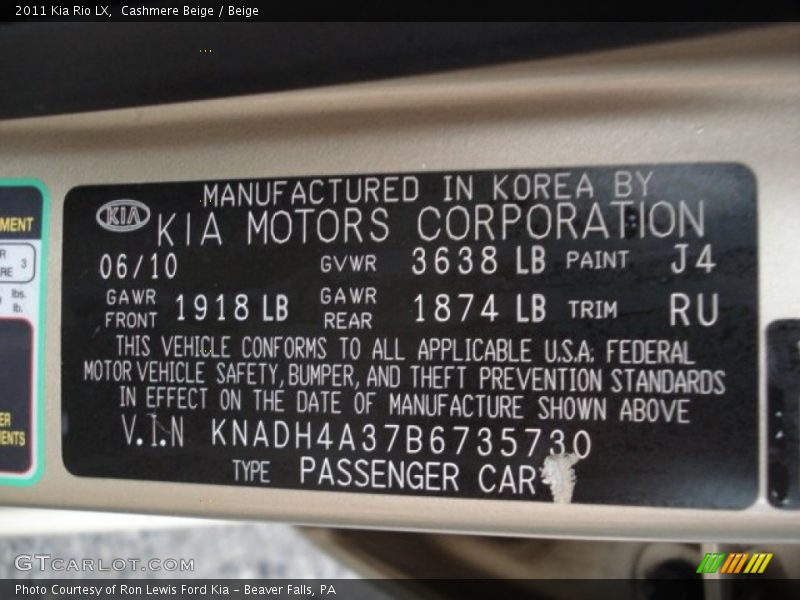 2011 Kia Rio LX, Cashmere Beige / Beige
KIA
MANUFACTURED IN KOREA BY
KIA MOTORS CORPORATION
06/10 GVWR 3638 LB PAINT J4
GAWR FRONT 1918 LB GAWR REAR 1874 LB TRIM RU
THIS VEHICLE CONFORMS TO ALL APPLICABLE U.S.A. FEDERAL
MOTOR VEHICLE SAFETY, BUMPER, AND THEFT PREVENTION STANDARDS
IN EFFECT ON THE DATE OF MANUFACTURE SHOWN ABOVE
V.I.N KNADH4A37B6735730
TYPE PASSENGER CAR
3
lbs.
lb.
GTCARLOT.COM
Photo Courtesy of Ron Lewis Ford Kia - Beaver Falls, PA